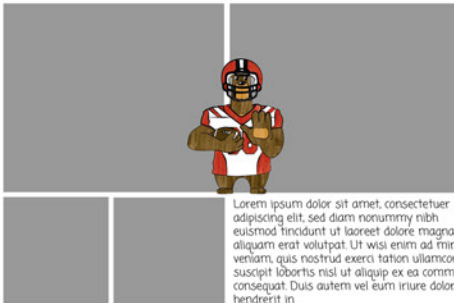 Lorem ipsum dolor sit amet, consectetuer
adipiscing elit, sed diam nonummy nibh
euismod tincidunt ut laoreet dolore magna
aliquam erat volutpat. Ut wisi enim ad min
veniam, quis nostrud exerci tation ullamcor
suscipit lobortis nisl ut aliquip ex ea comm
consequat. Duis autem vel eum iriure dolor
hendrerit in